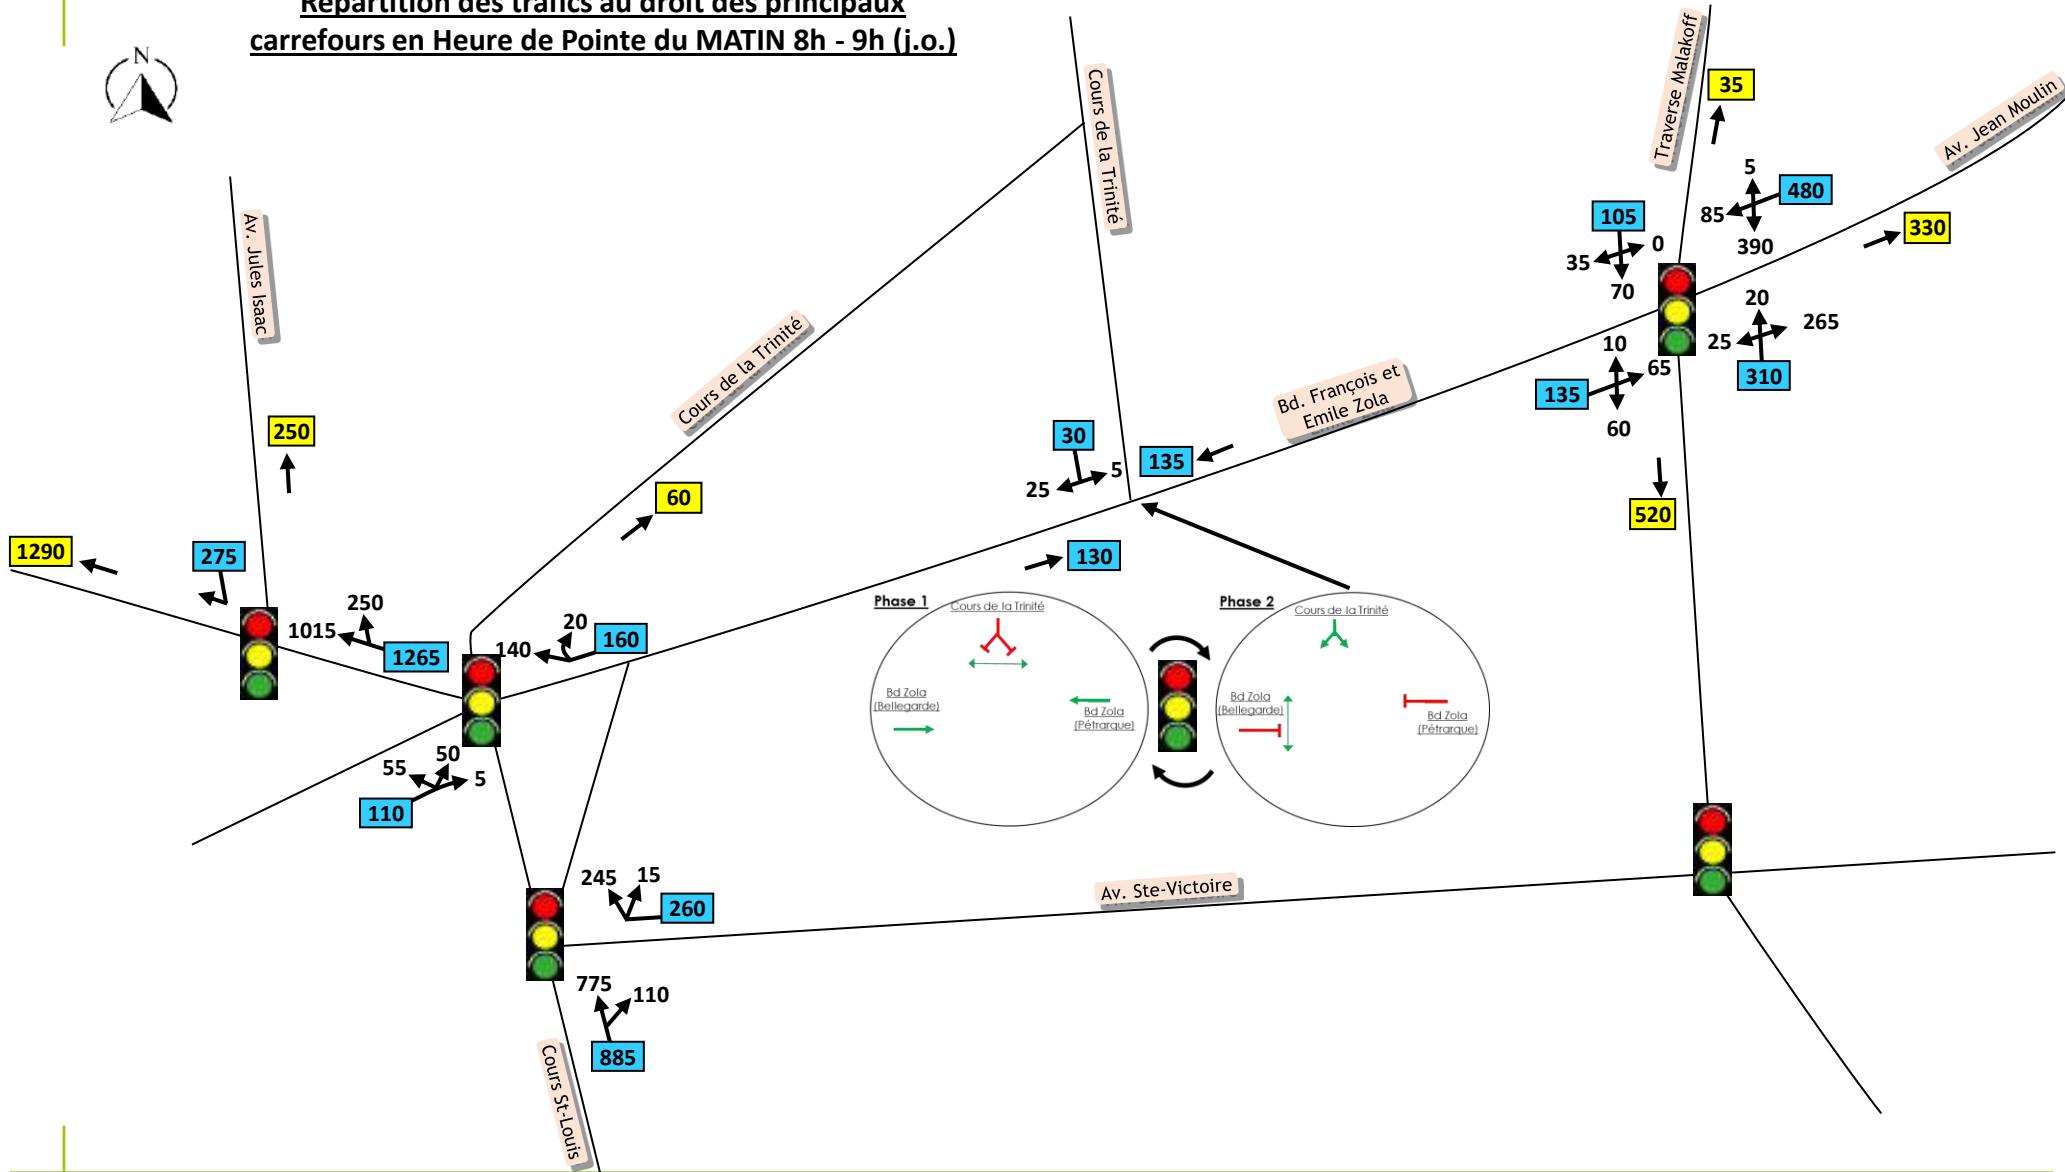 Répartition des trafics au droit des principaux
carrefours en Heure de Pointe du MATIN 8h - 9h (j.o.)
N
Traverse Malakoff
35
Av. Jean Moulin
Cours de la Trinité
5
480
85
390
330
105
0
35
70
Av. Jules Isaac
20
265
25
310
10
65
135
60
Cours de la Trinité
Bd. François et
Emile Zola
250
30
135
5
25
60
520
1290
275
130
250
1015
1265
20
160
140
Phase 1
Cours de la Trinité
Bd Zola
(Bellegarde)
Bd Zola
(Pétrarque)
Phase 2
Cours de la Trinité
Bd Zola
(Bellegarde)
Bd Zola
(Pétrarque)
50
55
5
110
245
15
260
Av. Ste-Victoire
775
110
885
Cours St-Louis